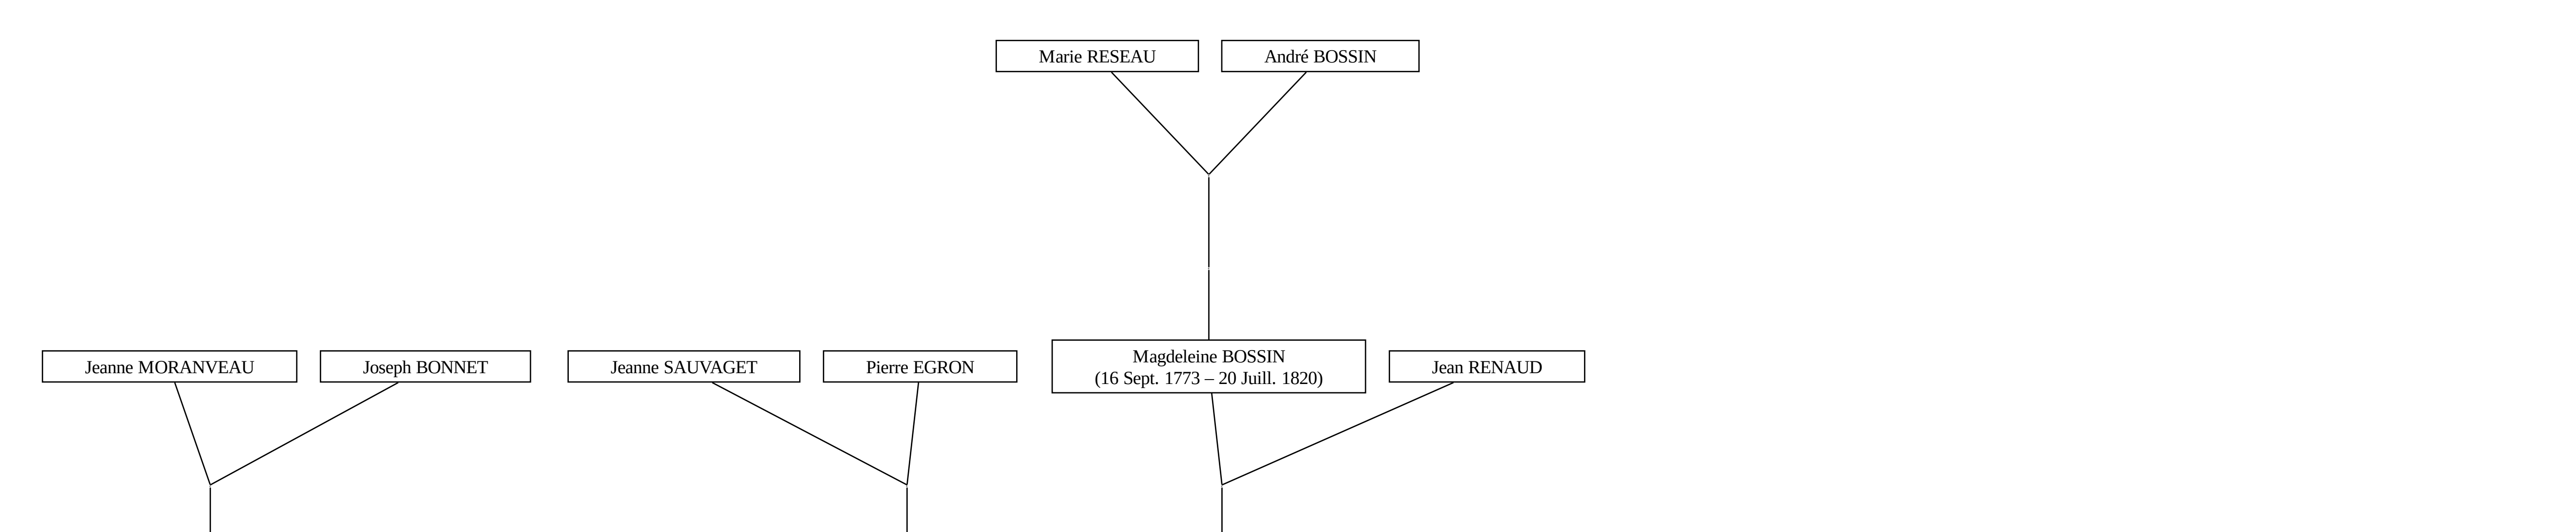 Marie RESEAU
André BOSSIN
Jeanne MORANVEAU
Joseph BONNET
Jeanne SAUVAGET
Pierre EGRON
Magdeleine BOSSIN
(16 Sept. 1773 – 20 Juill. 1820)
Jean RENAUD